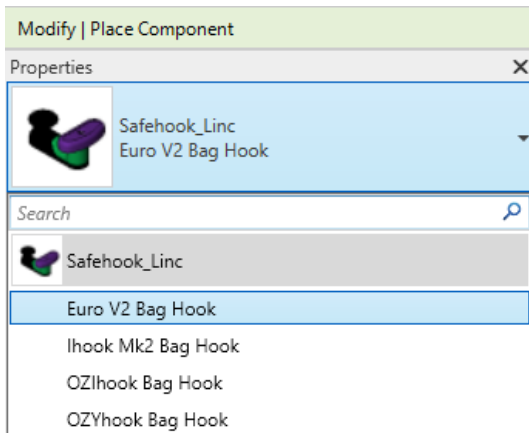 Modify | Place Component
Properties
Safehook_Linc
Euro V2 Bag Hook
Search
Safehook_Linc
Euro V2 Bag Hook
Ihook Mk2 Bag Hook
OZIhook Bag Hook
OZYhook Bag Hook